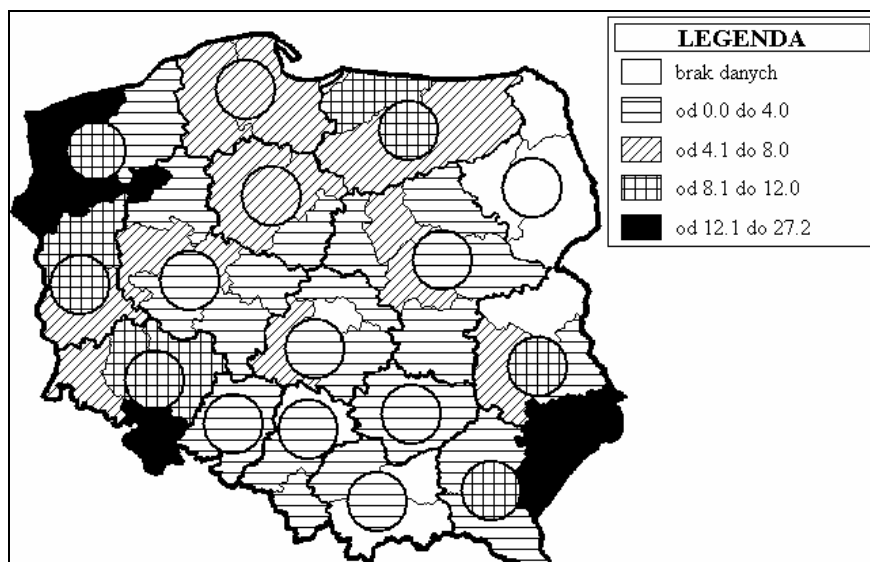 LEGENDA
brak danych
od 0.0 do 4.0
od 4.1 do 8.0
od 8.1 do 12.0
od 12.1 do 27.2